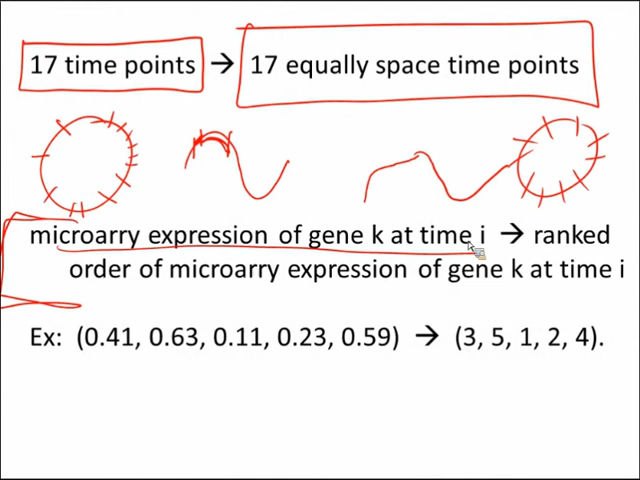 17 time points → 17 equally space time points
microarry expression of gene k at time i → ranked
order of microarry expression of gene k at time i
Ex: (0.41, 0.63, 0.11, 0.23, 0.59) → (3, 5, 1, 2, 4).